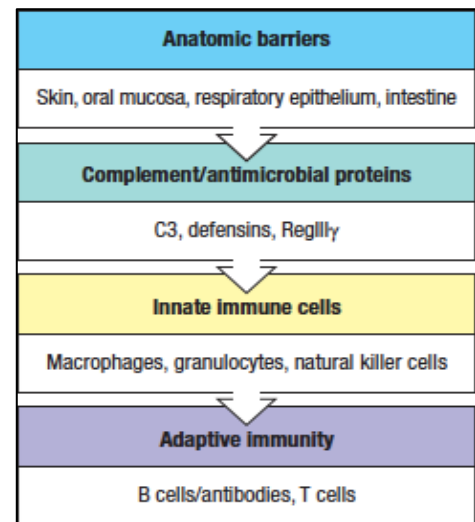 Anatomic barriers
Skin, oral mucosa, respiratory epithelium, intestine
Complement/antimicrobial proteins
C3, defensins, RegIIIγ
Innate immune cells
Macrophages, granulocytes, natural killer cells
Adaptive immunity
B cells/antibodies, T cells